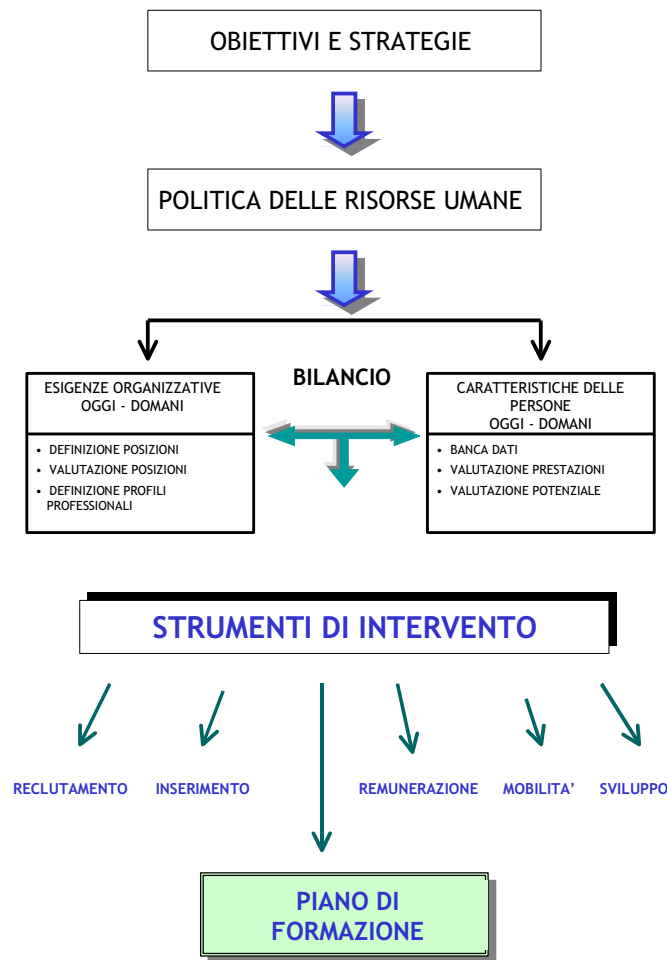 OBIETTIVI E STRATEGIE
POLITICA DELLE RISORSE UMANE
ESIGENZE ORGANIZZATIVE
OGGI - DOMANI
• DEFINIZIONE POSIZIONI
• VALUTAZIONE POSIZIONI
• DEFINIZIONE PROFILI
PROFESSIONALI
BILANCIO
CARATTERISTICHE DELLE
PERSONE
OGGI - DOMANI
• BANCA DATI
• VALUTAZIONE PRESTAZIONI
• VALUTAZIONE POTENZIALE
STRUMENTI DI INTERVENTO
RECLUTAMENTO
INSERIMENTO
REMUNERAZIONE
MOBILITA’
SVILUPPO
PIANO DI
FORMAZIONE